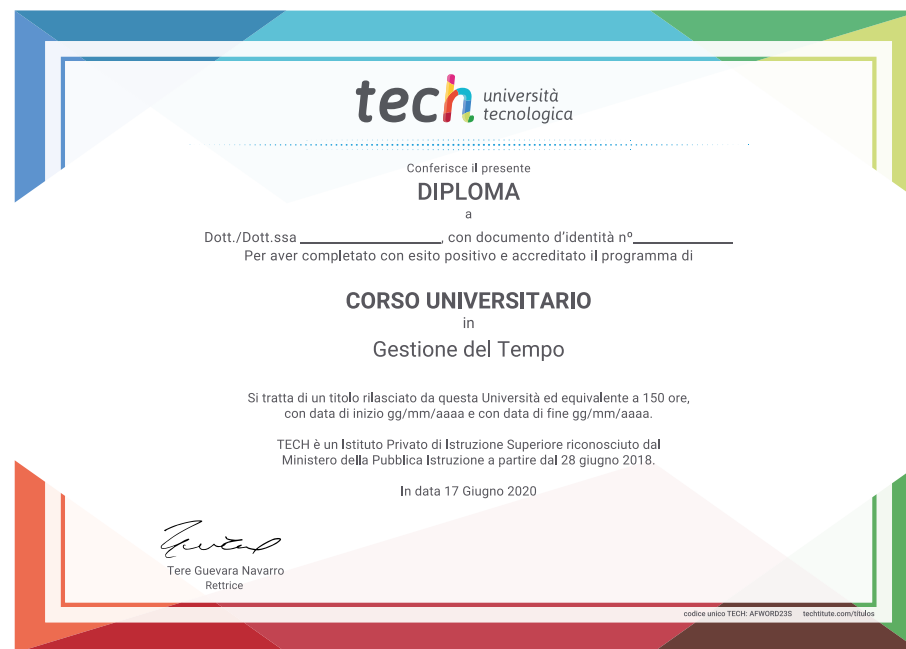 tech università
tecnologica
Conferisce il presente
DIPLOMA
a
Dott./Dott.ssa ____________________, con documento d'identità nº______________
Per aver completato con esito positivo e accreditato il programma di
CORSO UNIVERSITARIO
in
Gestione del Tempo
Si tratta di un titolo rilasciato da questa Università ed equivalente a 150 ore,
con data di inizio gg/mm/aaaa e con data di fine gg/mm/aaaa.
TECH è un Istituto Privato di Istruzione Superiore riconosciuto dal
Ministero della Pubblica Istruzione a partire dal 28 giugno 2018.
In data 17 Giugno 2020
Tere Guevara Navarro
Rettrice
codice unico TECH: AFWORD23S techtitute.com/titulos